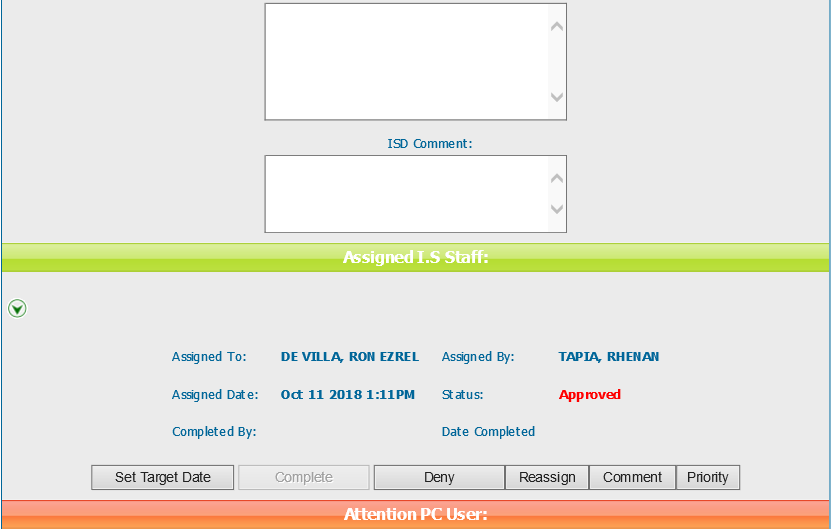 ISD Comment:
Assigned I.S Staff:
Assigned To: DE VILLA, RON EZREL Assigned By: TAPIA, RHENAN
Assigned Date: Oct 11 2018 1:11PM Status: Approved
Completed By: Date Completed
Set Target Date Complete Deny Reassign Comment Priority
Attention PC User: